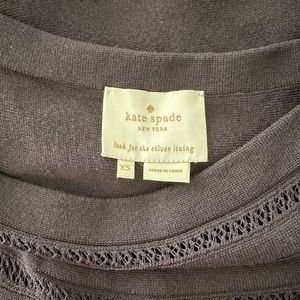 kate spade
NEW YORK
look for the silver lining
XS
MADE IN CHINA